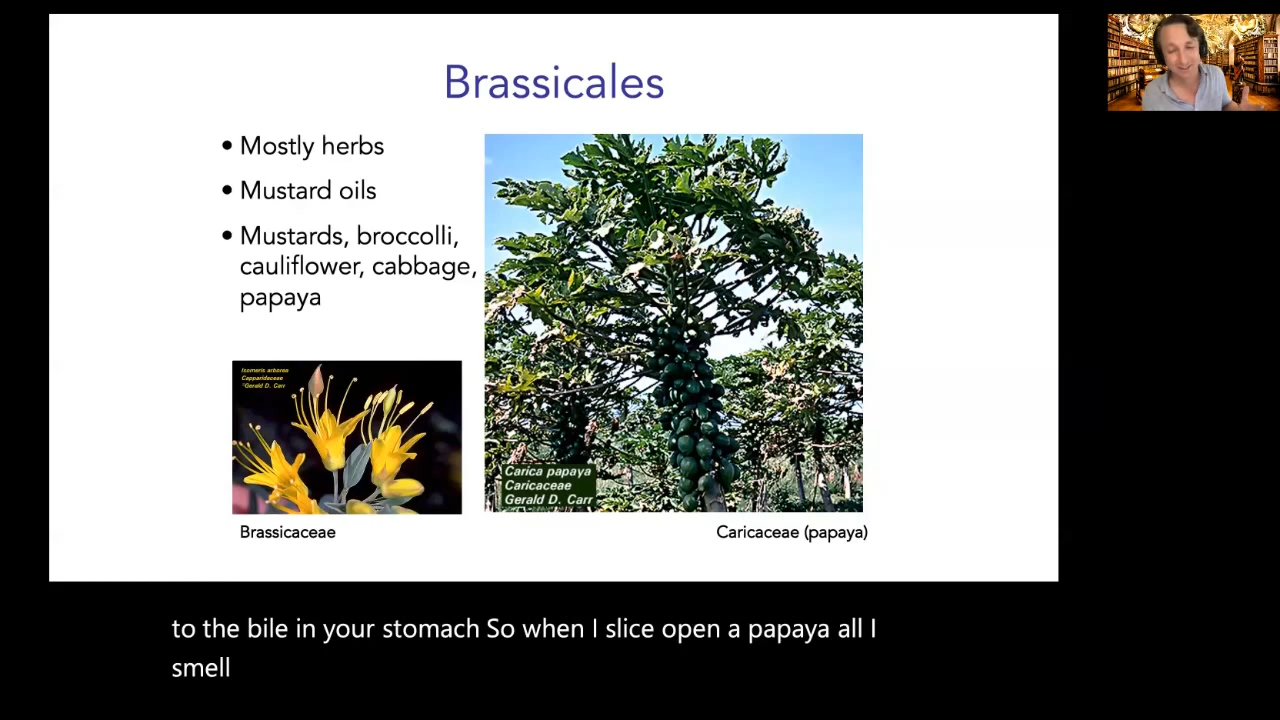 Brassicales
• Mostly herbs
• Mustard oils
• Mustards, broccolli,
cauliflower, cabbage,
papaya
Isomeris arborea
Capparidaceae
©Gerald D. Carr
Carica papaya
Caricaceae
Gerald D. Carr
Brassicaceae
Caricaceae (papaya)
to the bile in your stomach So when I slice open a papaya all I
smell